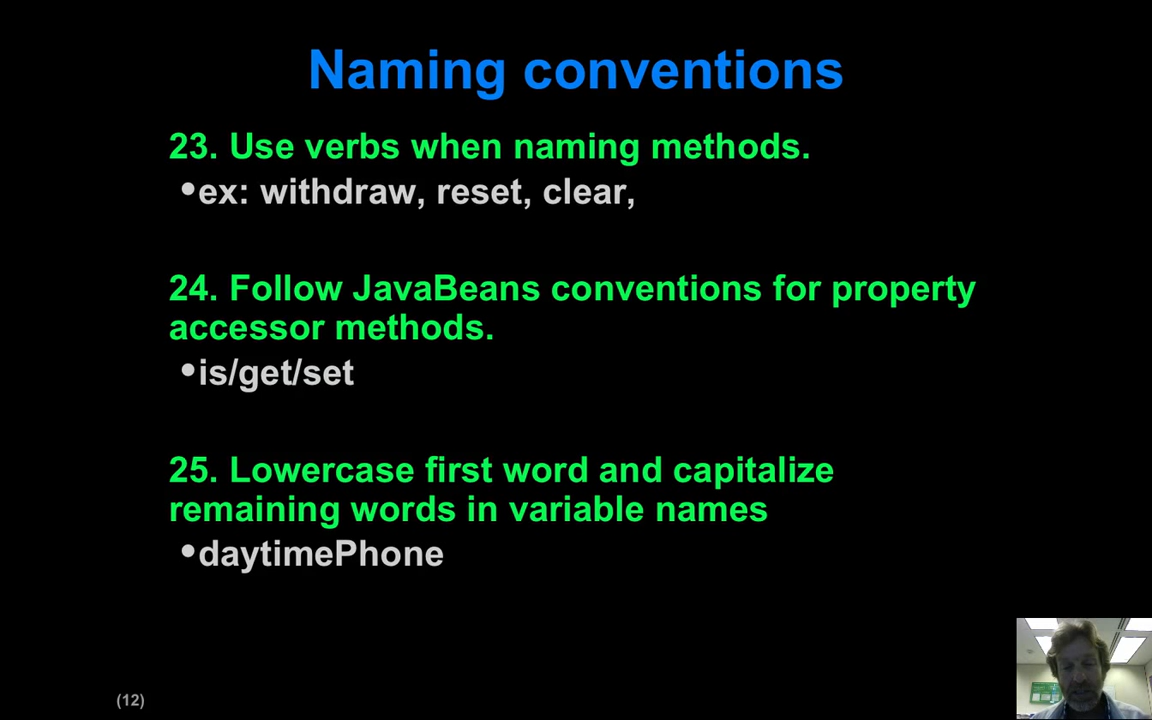 Naming conventions
23. Use verbs when naming methods.
•ex: withdraw, reset, clear,
24. Follow JavaBeans conventions for property
accessor methods.
•is/get/set
25. Lowercase first word and capitalize
remaining words in variable names
•daytimePhone
(12)